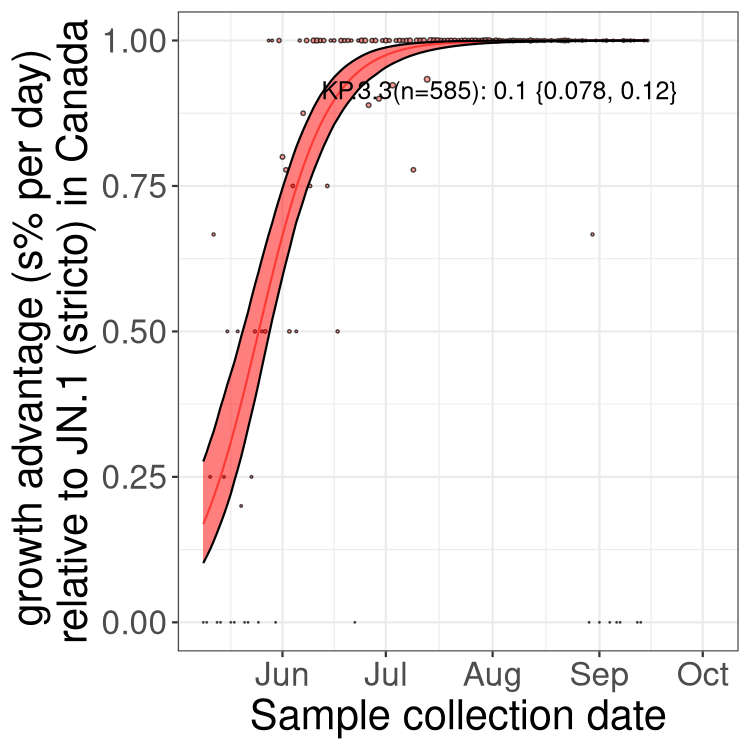 growth advantage (s% per day)
relative to JN.1 (stricto) in Canada
1.00
0.75
0.50
0.25
0.00
KP.3.3(n=585): 0.1 {0.078, 0.12}
Jun Jul Aug Sep Oct
Sample collection date